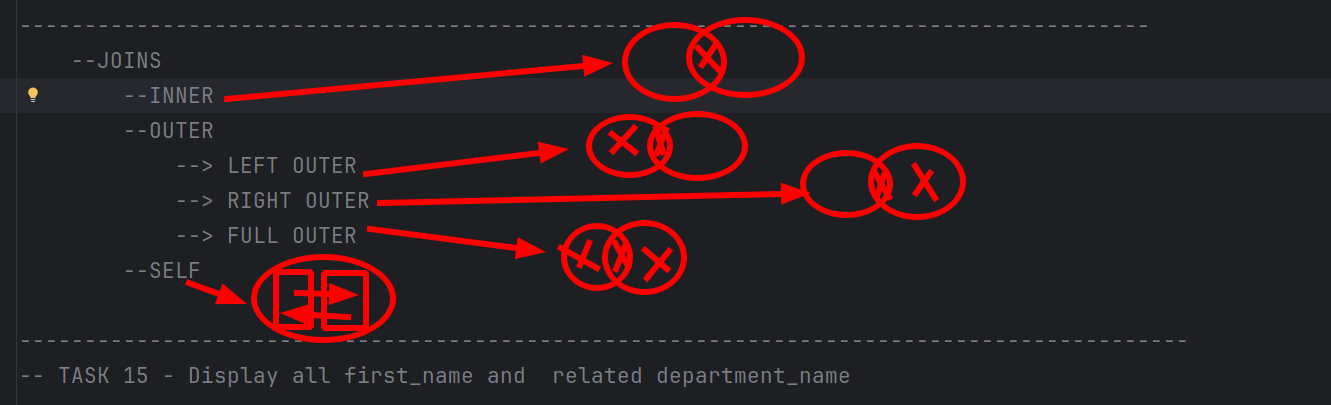 --------------------------------------------------------------------------------------------------------
--JOINS
--INNER
--OUTER
--> LEFT OUTER
--> RIGHT OUTER
--> FULL OUTER
--SELF
------------------------------------------------------------------------------------------------------------
-- TASK 15 - Display all first_name and  related department_name